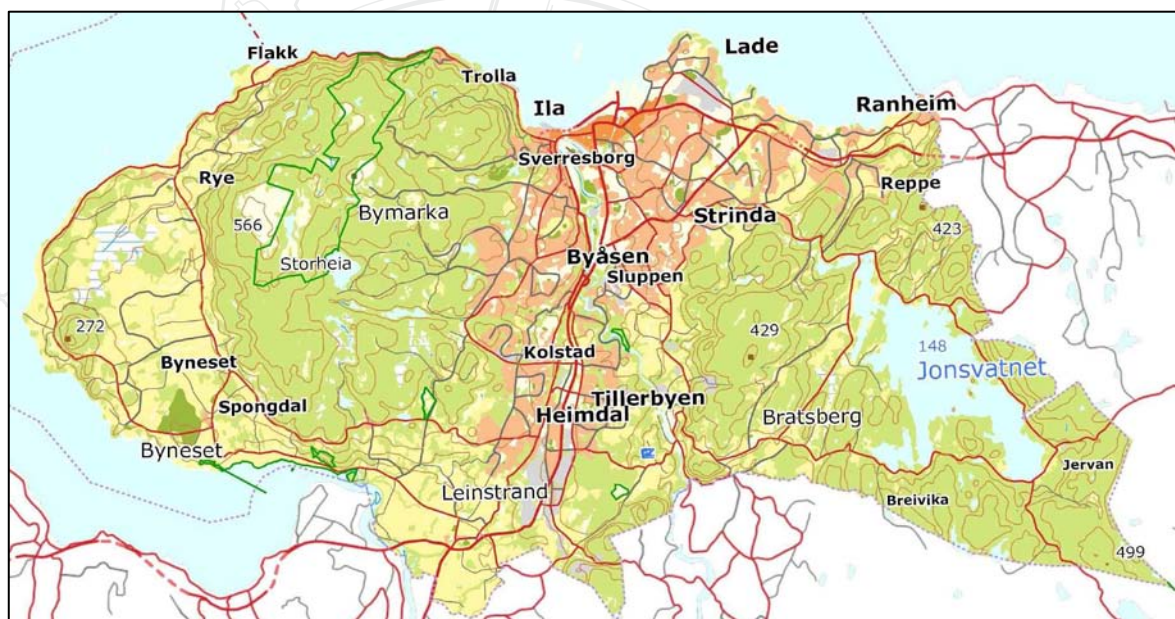 Flakk
Lade
Trolla
Ila
Ranheim
Sverresborg
Rye
Reppe
Bymarka
Strinda
566
423
Storheia
Byåsen
Sluppen
272
429
148
Kolstad
Jonsvatnet
Byneset
Spongdal
Tillerbyen
Heimdal
Bratsberg
Byneset
Jervan
Leinstrand
Breivika
499